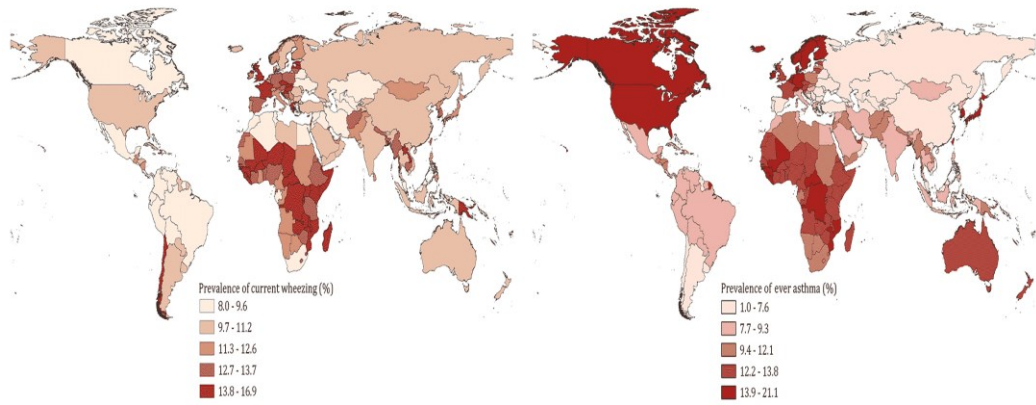 Prevalence of current wheezing (%)
8.0 - 9.6
9.7 - 11.2
11.3 - 12.6
12.7 - 13.7
13.8 - 16.9
Prevalence of ever asthma (%)
1.0 - 7.6
7.7 - 9.3
9.4 - 12.1
12.2 - 13.8
13.9 - 21.1